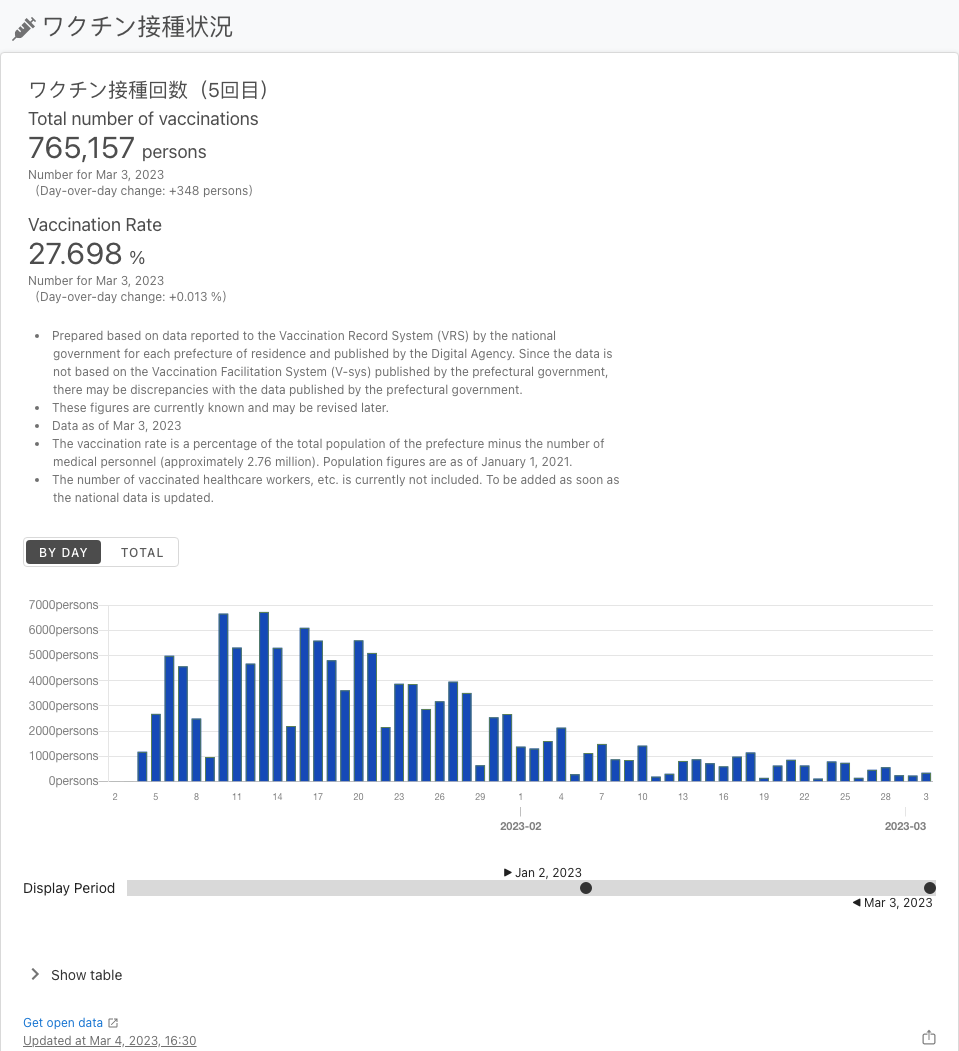 ワクチン接種状況
ワクチン接種回数（5回目）
Total number of vaccinations
765,157 persons
Number for Mar 3, 2023
（Day-over-day change: +348 persons）
Vaccination Rate
27.698 %
Number for Mar 3, 2023
（Day-over-day change: +0.013 %）
• Prepared based on data reported to the Vaccination Record System (VRS) by the national
government for each prefecture of residence and published by the Digital Agency. Since the data is
not based on the Vaccination Facilitation System (V-sys) published by the prefectural government,
there may be discrepancies with the data published by the prefectural government.
• These figures are currently known and may be revised later.
• Data as of Mar 3, 2023
• The vaccination rate is a percentage of the total population of the prefecture minus the number of
medical personnel (approximately 2.76 million). Population figures are as of January 1, 2021.
• The number of vaccinated healthcare workers, etc. is currently not included. To be added as soon as
the national data is updated.
BY DAY TOTAL
7000persons
6000persons
5000persons
4000persons
3000persons
2000persons
1000persons
0persons
2 5 8 11 14 17 20 23 26 29 1 4 7 10 13 16 19 22 25 28 3
2023-02 2023-03
Jan 2, 2023
Display Period
Mar 3, 2023
Show table
Get open data
Updated at Mar 4, 2023, 16:30